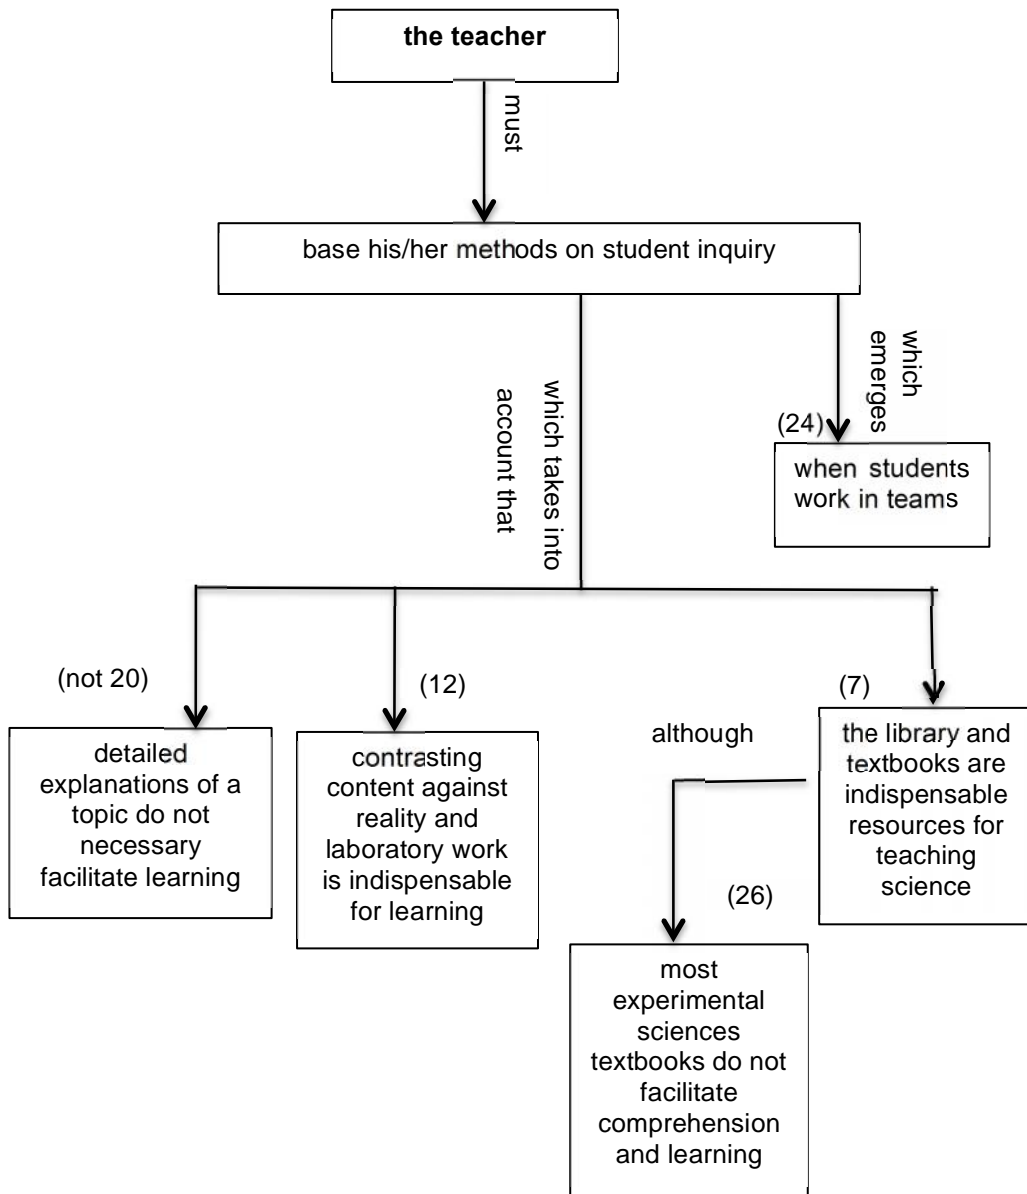 the teacher
must
base his/her methods on student inquiry
which
emerges
which takes into
account that
(24)
when students
work in teams
(not 20)
detailed
explanations of a
topic do not
necessary
facilitate learning
(12)
contrasting
content against
reality and
laboratory work
is indispensable
for learning
(7)
the library and
textbooks are
indispensable
resources for
teaching
science
although
(26)
most
experimental
sciences
textbooks do not
facilitate
comprehension
and learning